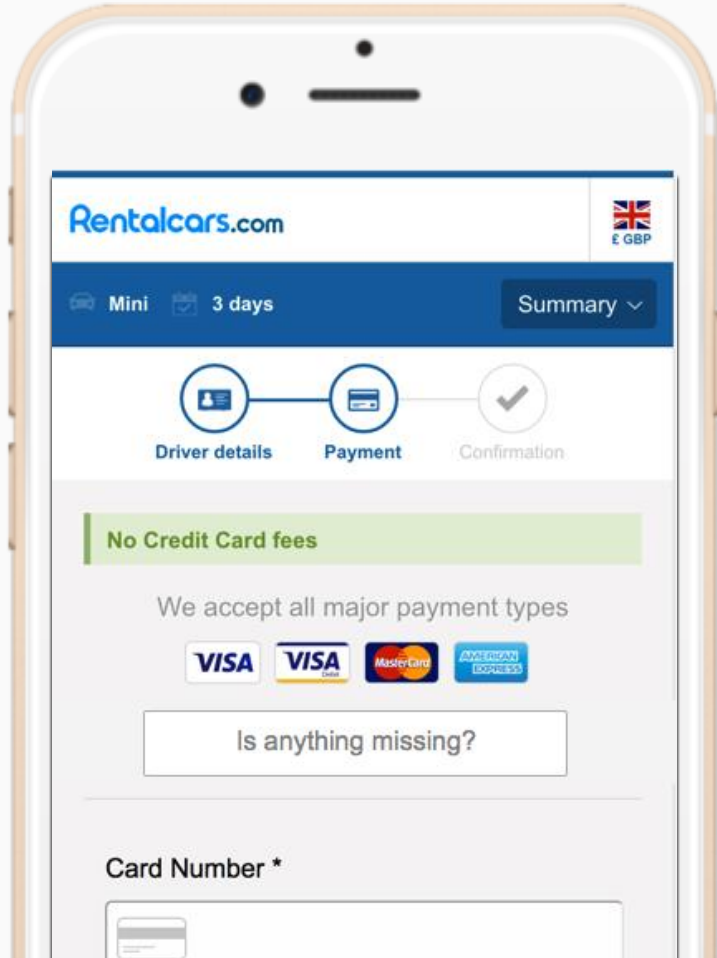 Rentalcars.com
£ GBP
Mini 3 days Summary
Driver details Payment Confirmation
No Credit Card fees
We accept all major payment types
VISA VISA Debit MasterCard AMERICAN EXPRESS
Is anything missing?
Card Number *